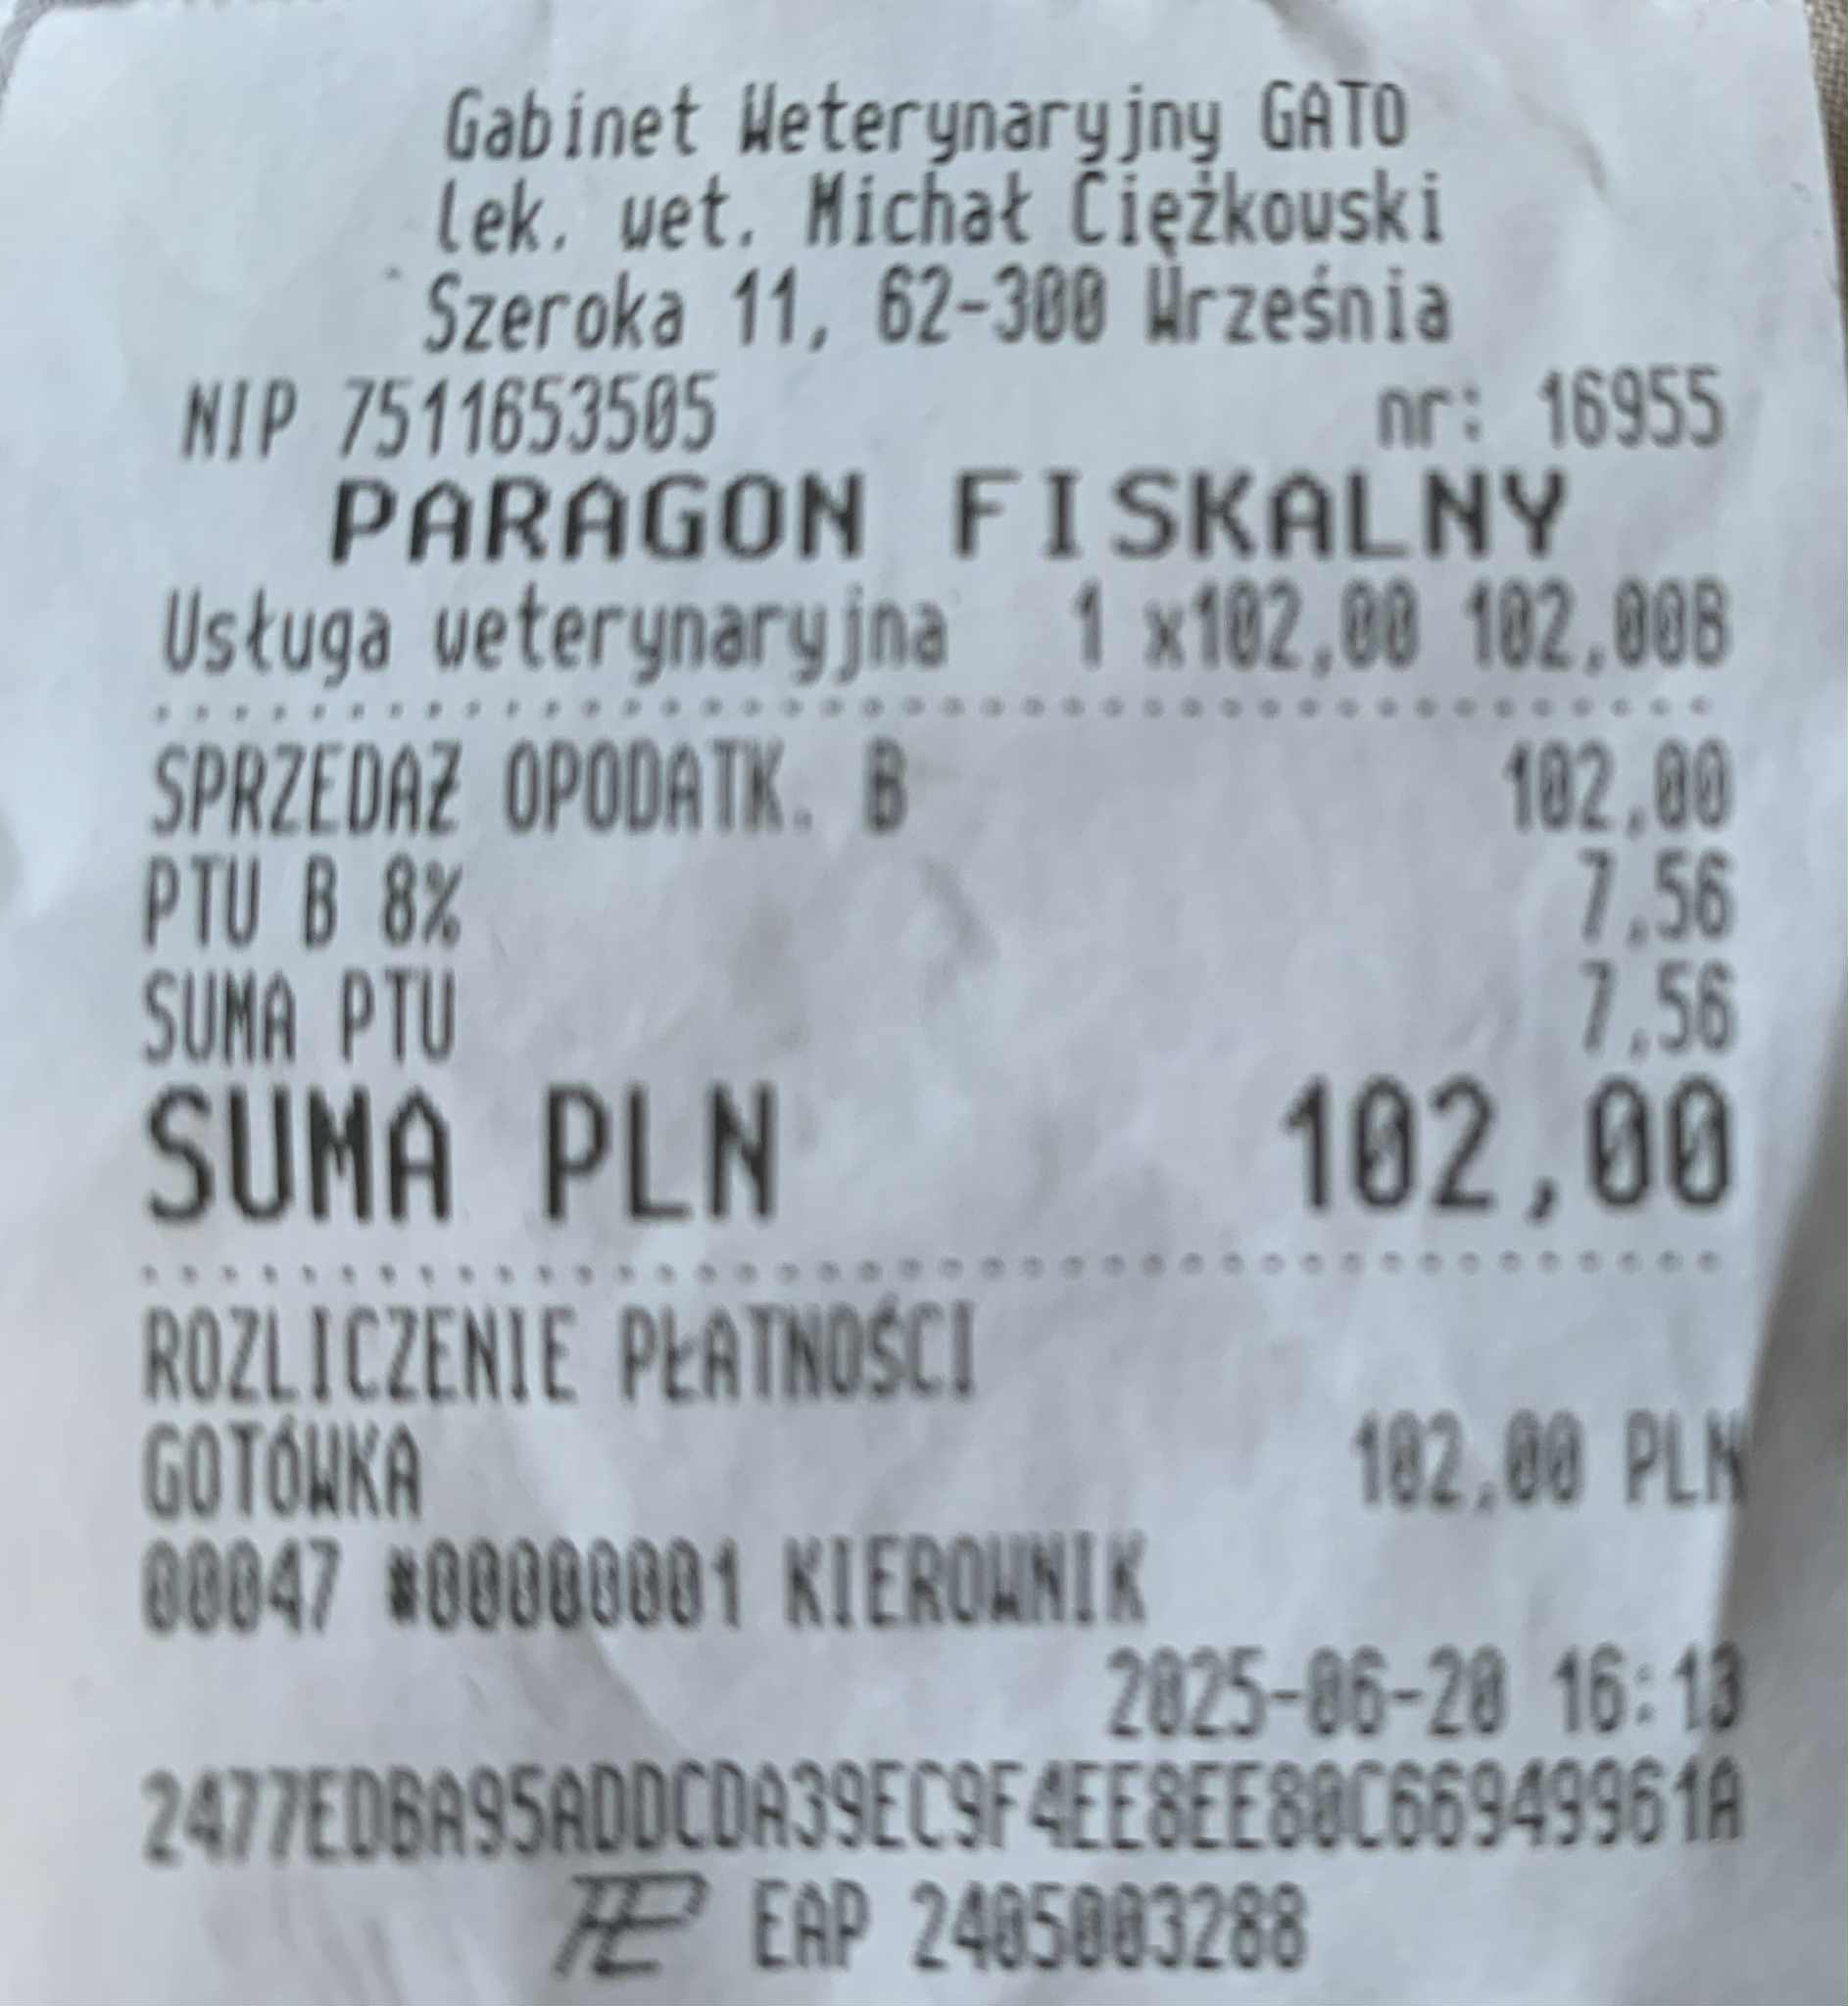 Gabinet Weterynaryjny GATO
lek. wet. Michał Ciężkowski
Szeroka 11, 62-300 Września
NIP 7511653505 nr: 16955
PARAGON FISKALNY
Usługa weterynaryjna 1 x102,00 102,00B
SPRZEDAŻ OPODATK. B 102,00
PTU B 8% 7,56
SUMA PTU 7,56
SUMA PLN 102,00
ROZLICZENIE PŁATNOŚCI
GOTÓWKA 102,00 PLN
00047 #00000001 KIEROWNIK
2025-06-20 16:13
2477EDBA95ADDCDA39EC9F4EE8EE80C66949961A
EAP 2405003288